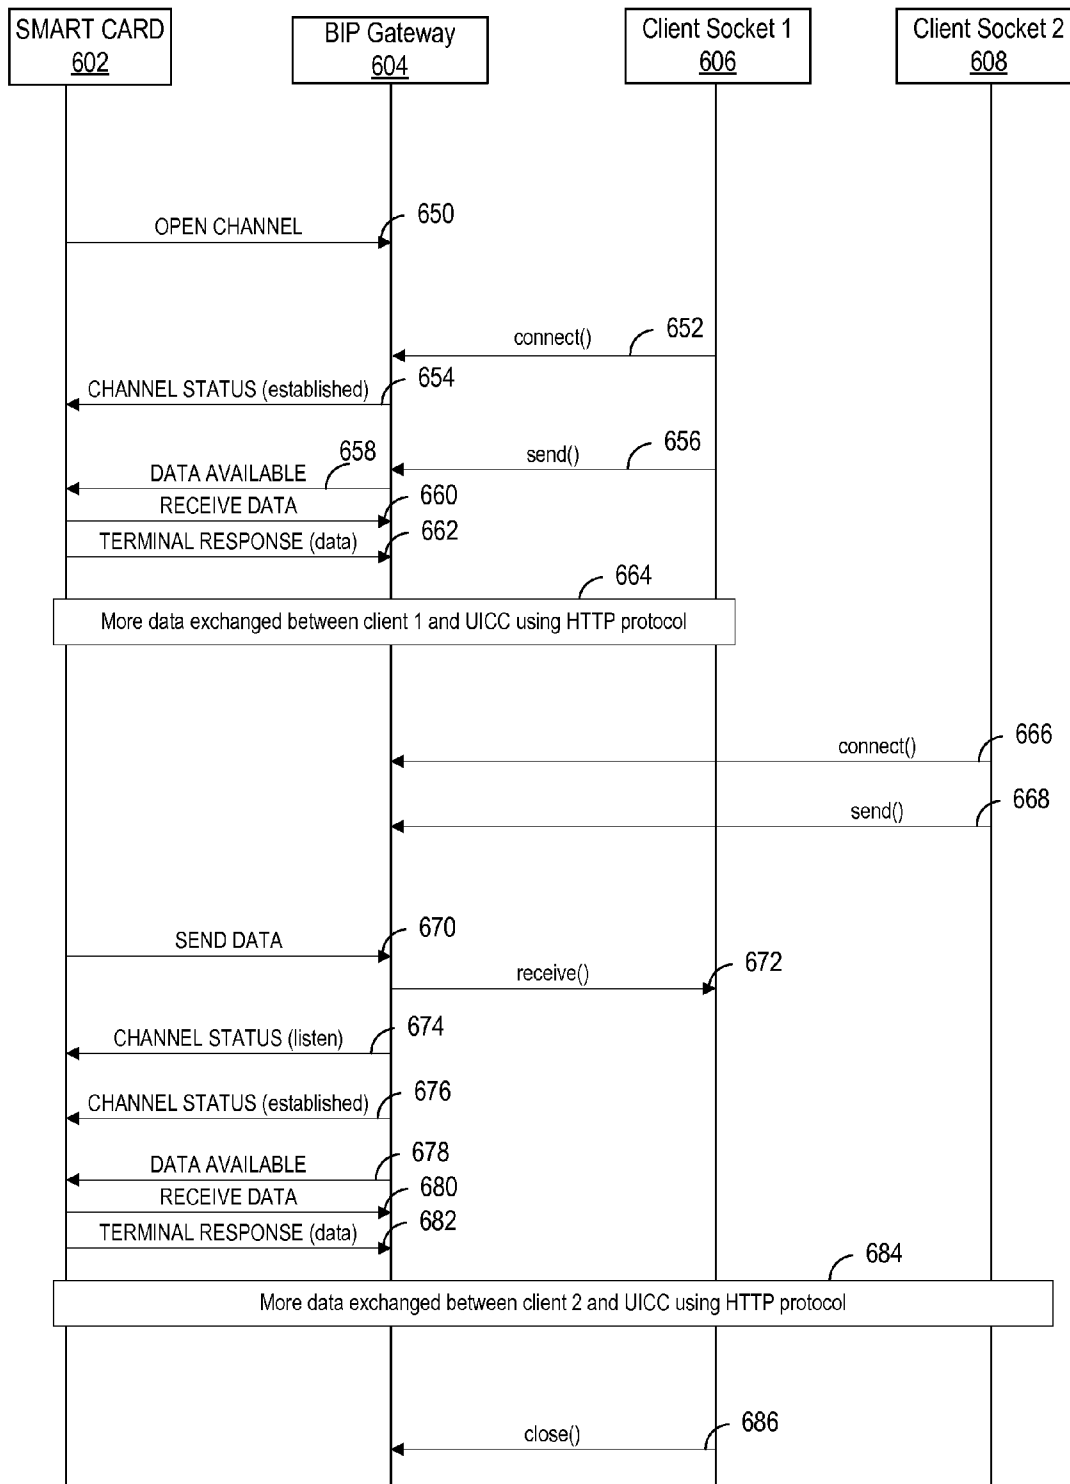 SMART CARD
602
BIP Gateway
604
Client Socket 1
606
Client Socket 2
608
650
OPEN CHANNEL
652
connect()
654
CHANNEL STATUS (established)
656
send()
658
DATA AVAILABLE
660
RECEIVE DATA
662
TERMINAL RESPONSE (data)
664
More data exchanged between client 1 and UICC using HTTP protocol
666
connect()
668
send()
670
SEND DATA
672
receive()
674
CHANNEL STATUS (listen)
676
CHANNEL STATUS (established)
678
DATA AVAILABLE
680
RECEIVE DATA
682
TERMINAL RESPONSE (data)
684
More data exchanged between client 2 and UICC using HTTP protocol
686
close()